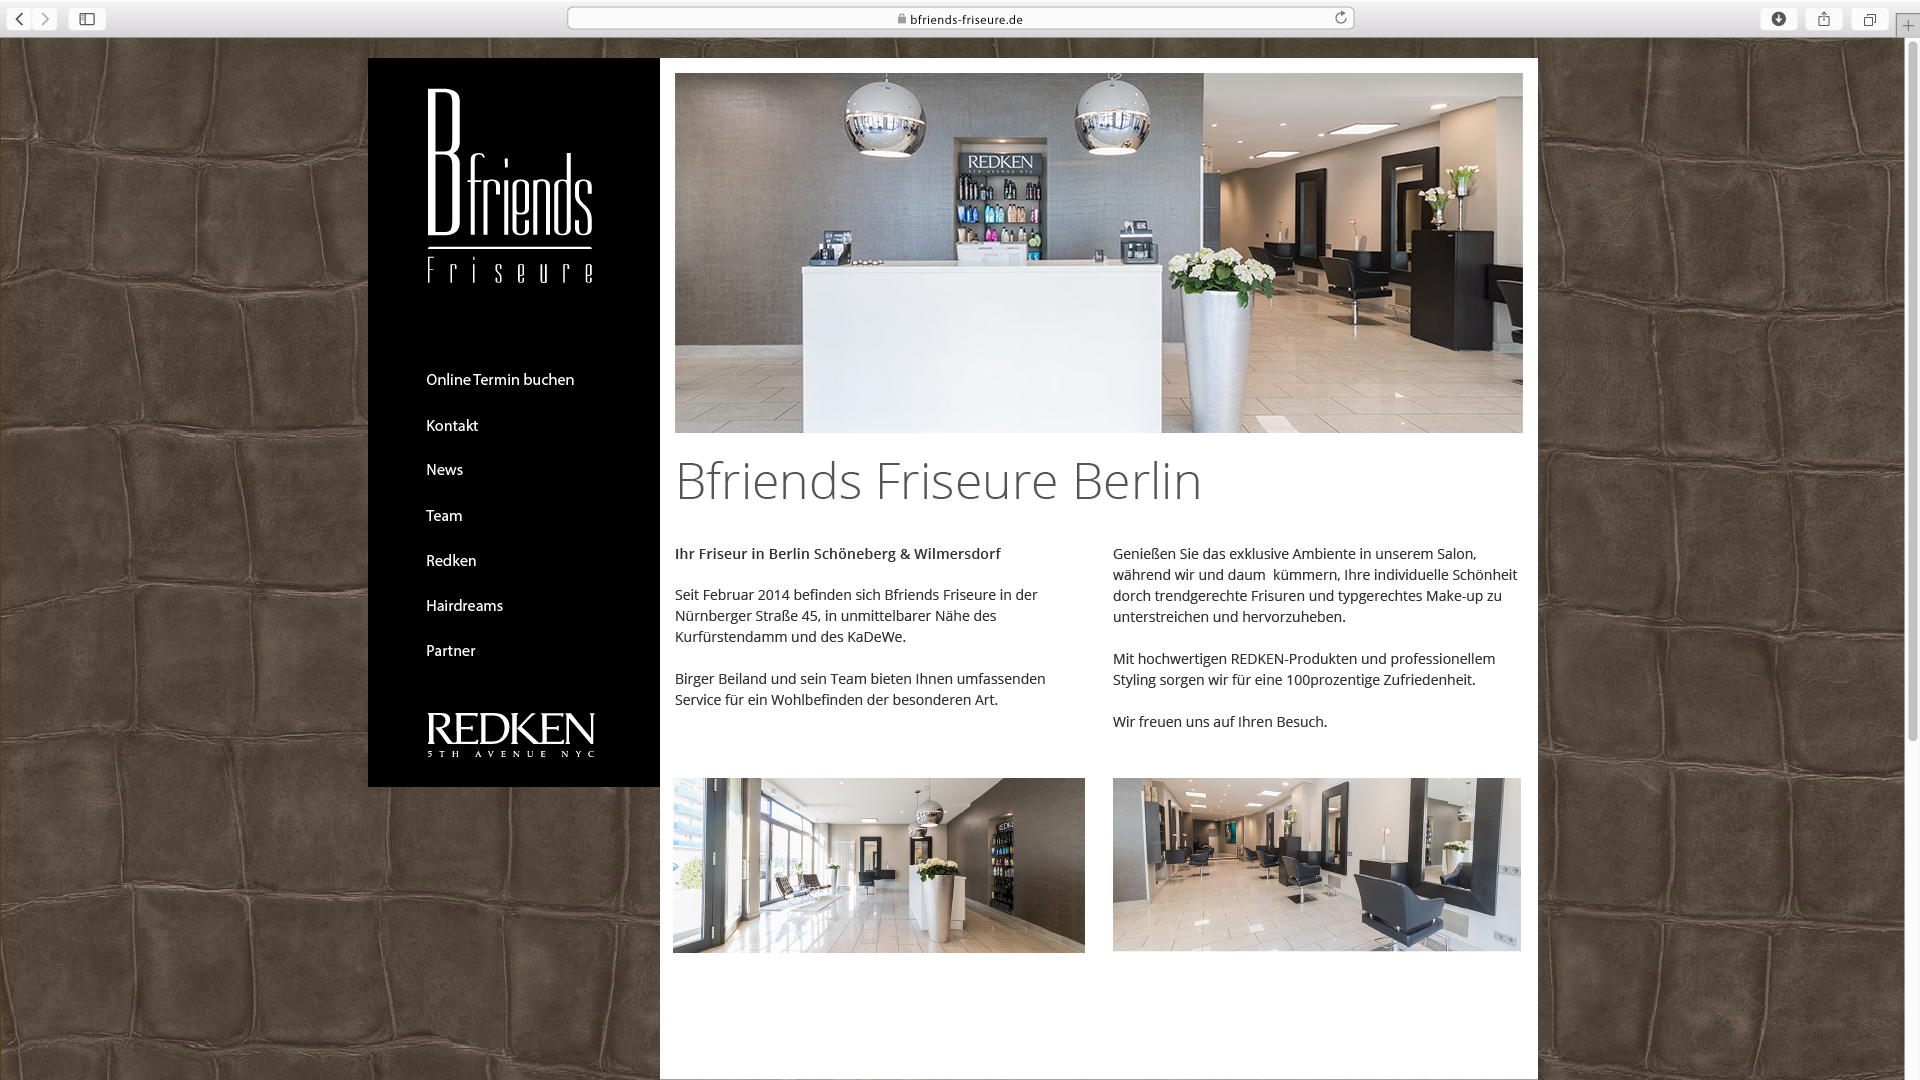 bfriends-friseure.de
Bfriends
Friseure
Online Termin buchen
Kontakt
News
Team
Redken
Hairdreams
Partner
REDKEN
5TH AVENUE NYC
REDKEN
5TH AVENUE NYC
Bfriends Friseure Berlin
Ihr Friseur in Berlin Schöneberg & Wilmersdorf
Seit Februar 2014 befinden sich Bfriends Friseure in der
Nürnberger Straße 45, in unmittelbarer Nähe des
Kurfürstendamm und des KaDeWe.
Birger Beiland und sein Team bieten Ihnen umfassenden
Service für ein Wohlbefinden der besonderen Art.
Genießen Sie das exklusive Ambiente in unserem Salon,
während wir und daum  kümmern, Ihre individuelle Schönheit
dorch trendgerechte Frisuren und typgerechtes Make-up zu
unterstreichen und hervorzuheben.
Mit hochwertigen REDKEN-Produkten und professionellem
Styling sorgen wir für eine 100prozentige Zufriedenheit.
Wir freuen uns auf Ihren Besuch.
REDKEN